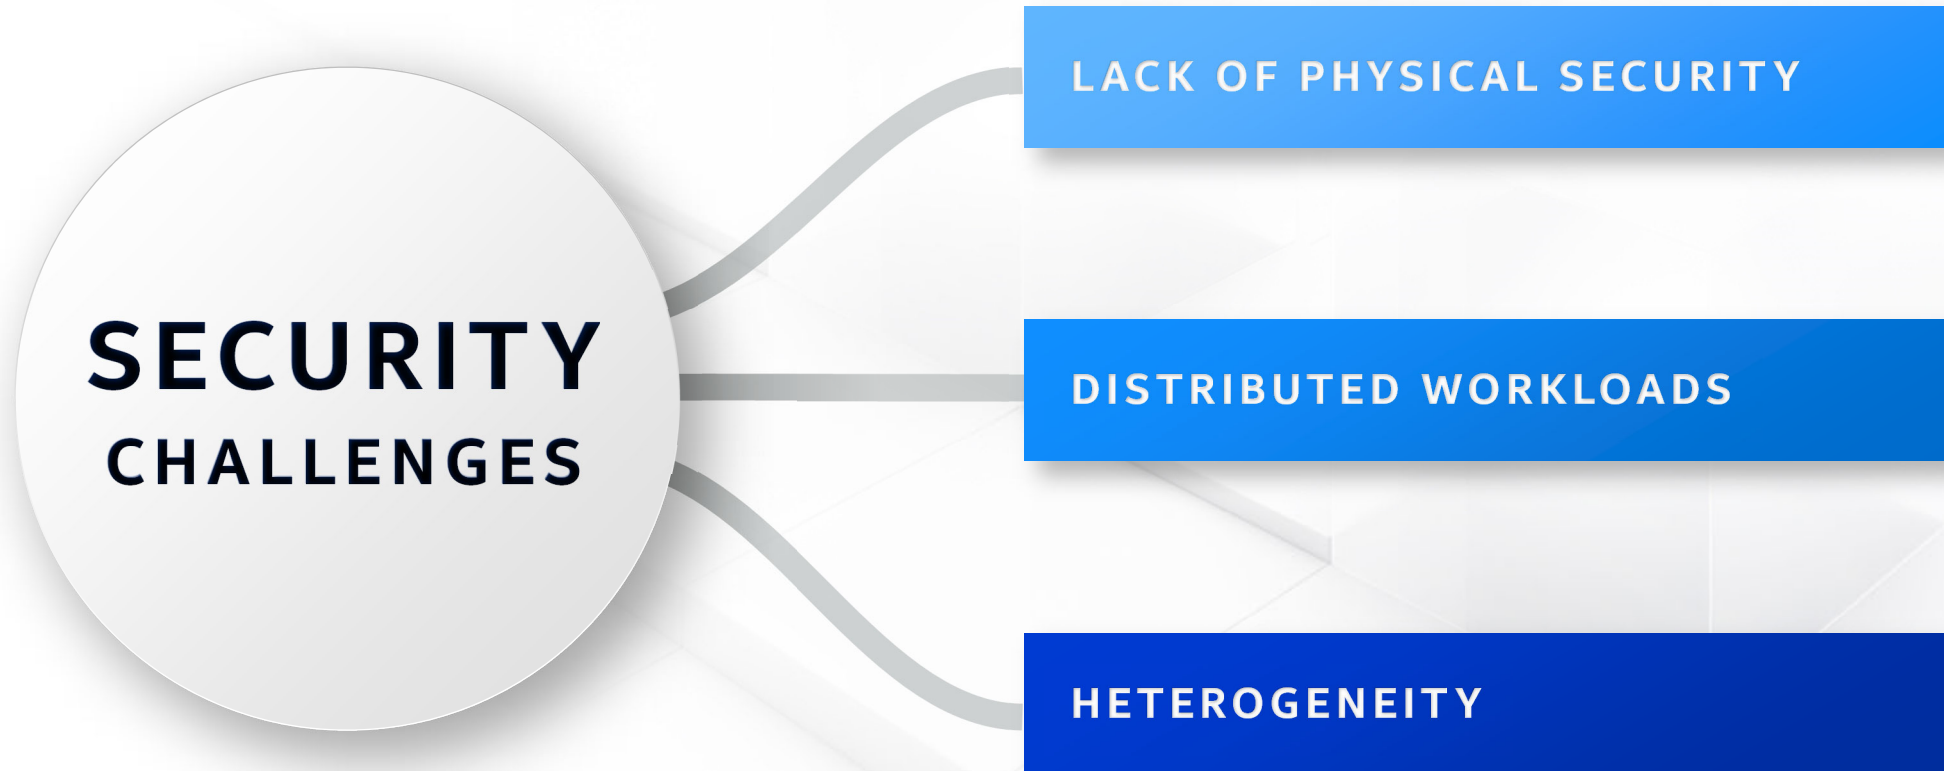 SECURITY
CHALLENGES
LACK OF PHYSICAL SECURITY
DISTRIBUTED WORKLOADS
HETEROGENEITY